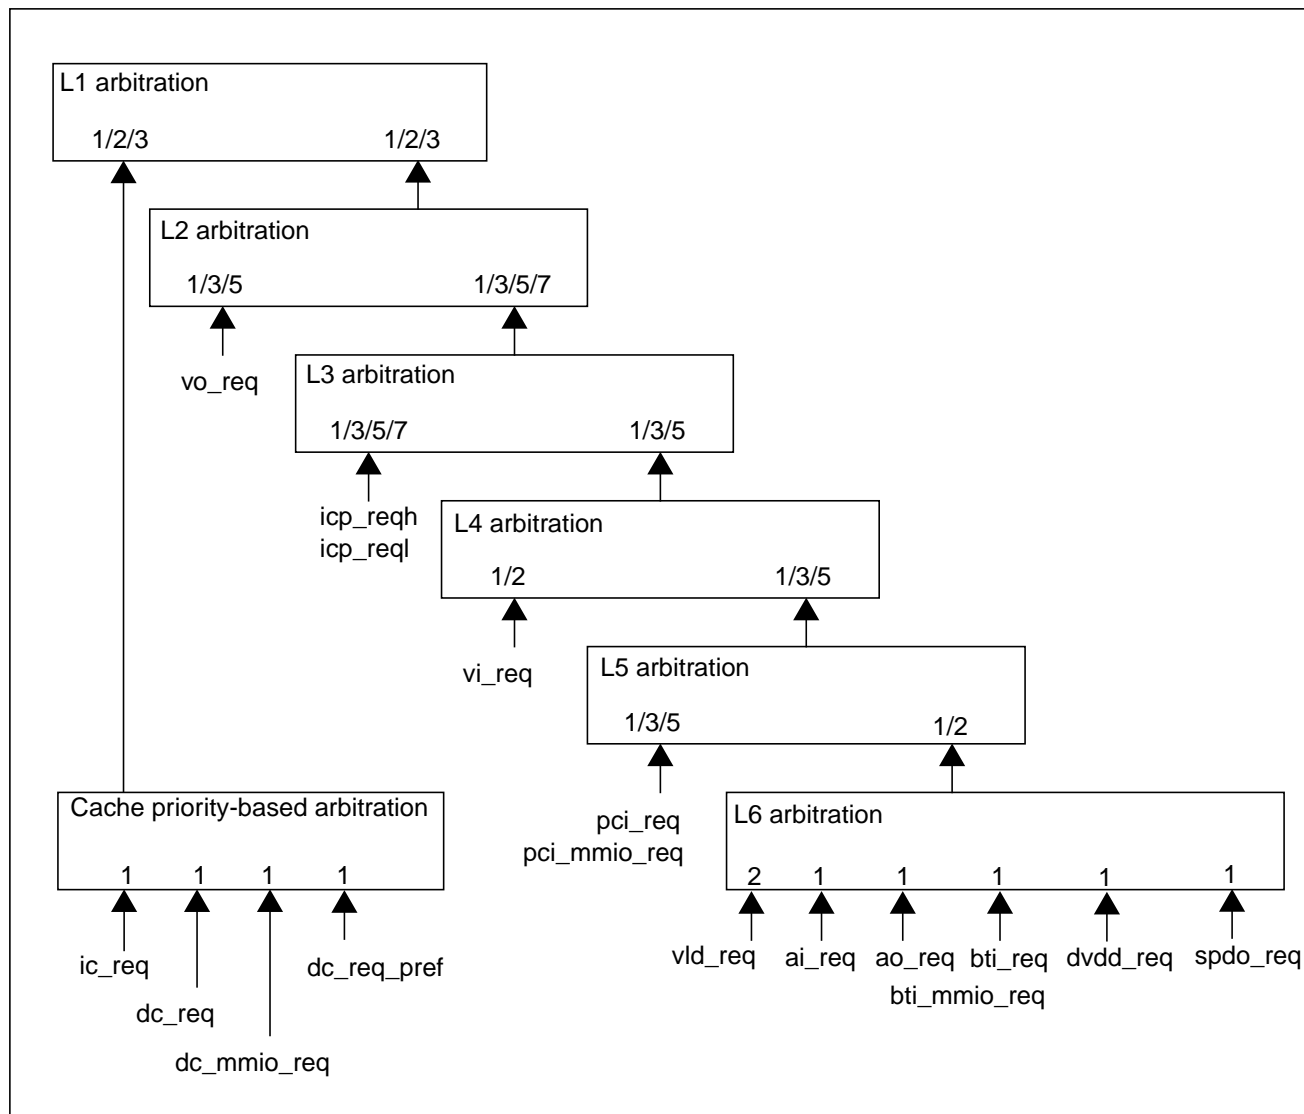 L1 arbitration
1/2/3 1/2/3
L2 arbitration
1/3/5 1/3/5/7
vo_req
L3 arbitration
1/3/5/7 1/3/5
icp_reqh
icp_reql
L4 arbitration
1/2 1/3/5
vi_req
L5 arbitration
1/3/5 1/2
pci_req
pci_mmio_req
Cache priority-based arbitration
1 1 1 1
ic_req
dc_req_pref
dc_req
dc_mmio_req
L6 arbitration
2 1 1 1 1 1
vld_req ai_req ao_req bti_req dvdd_req spdo_req
bti_mmio_req